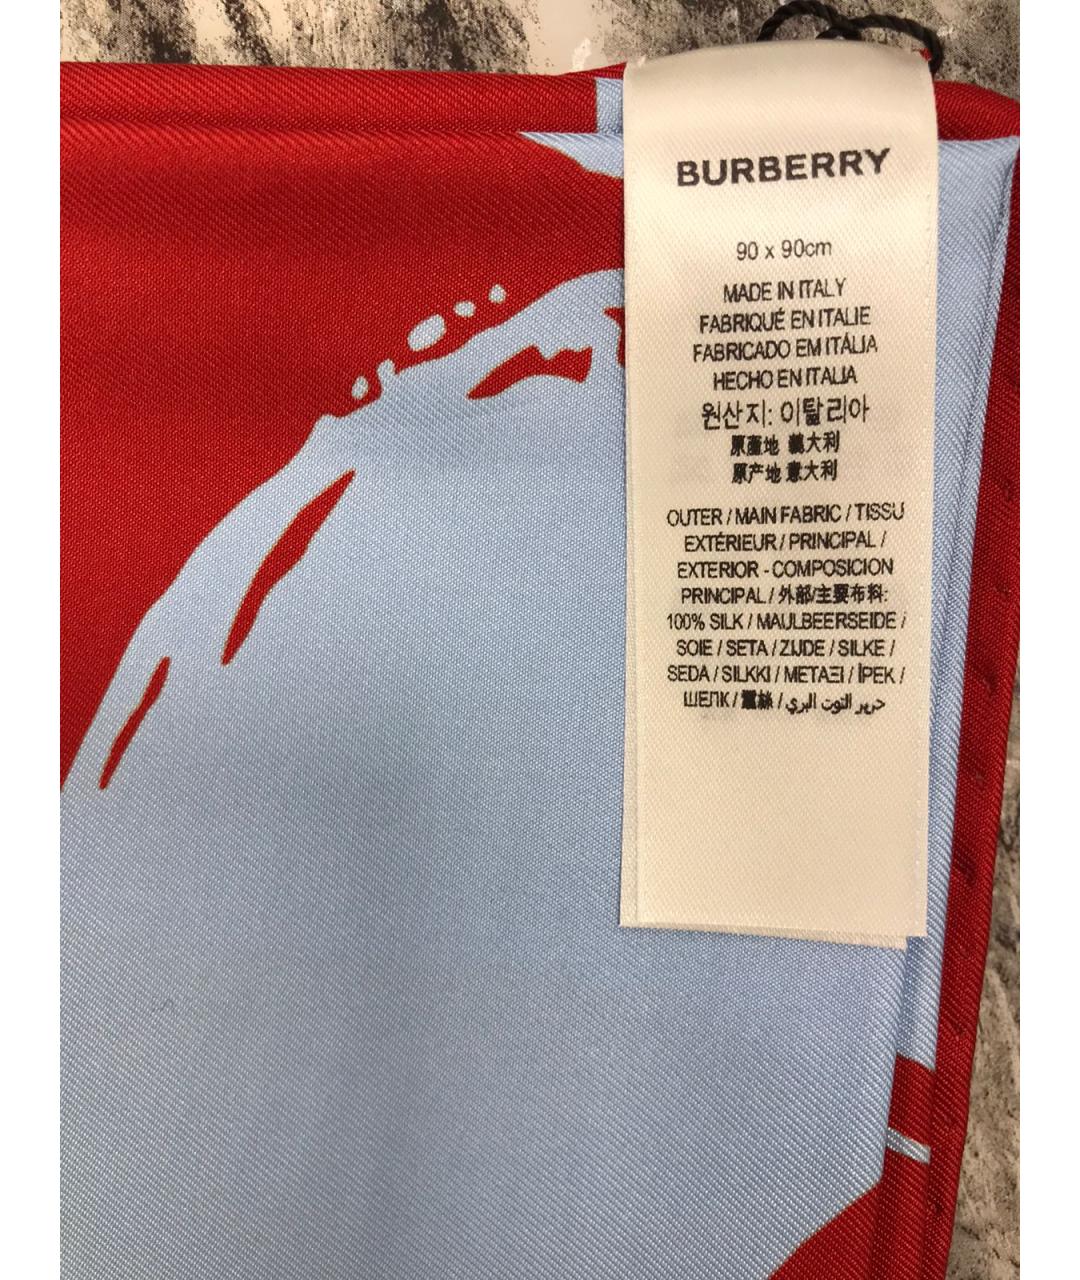 BURBERRY
90 x 90cm
MADE IN ITALY
FABRIQUÉ EN ITALIE
FABRICADO EM ITÁLIA
HECHO EN ITALIA
원산지: 이탈리아
原產地 義大利
原产地 意大利
OUTER / MAIN FABRIC / TISSU
EXTÉRIEUR / PRINCIPAL /
EXTERIOR - COMPOSICION
PRINCIPAL / 外部/主要布料:
100% SILK / MAULBEERSEIDE /
SOIE / SETA / ZIJDE / SILKE /
SEDA / SILKKI / ΜΕΤΑΞΙ / İPEK /
ШЕЛК / 蠶絲 / حرير التوت البري